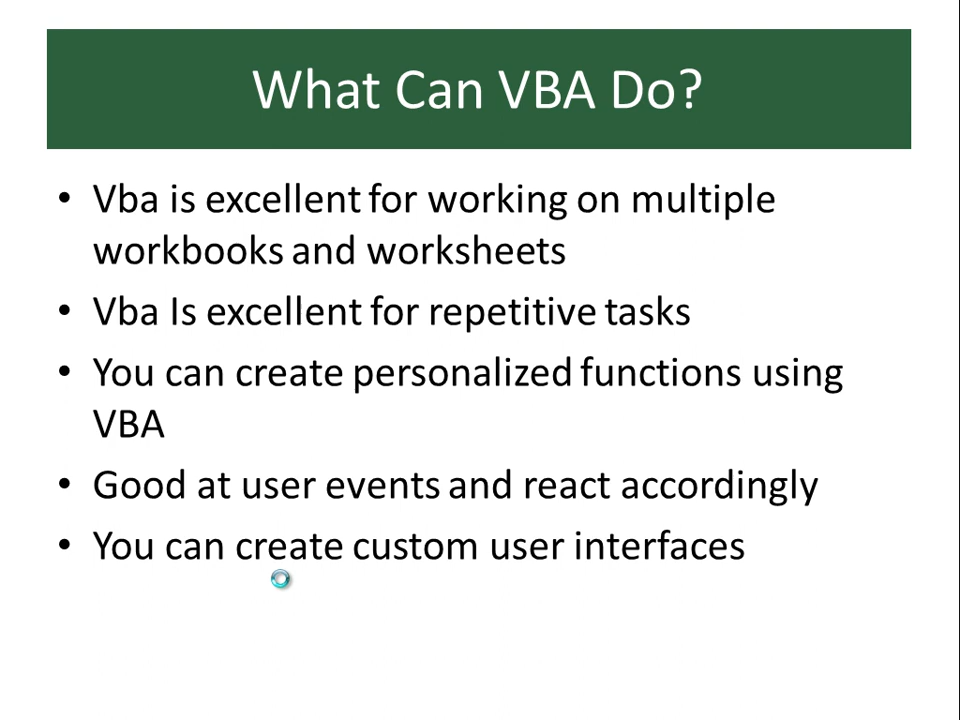 What Can VBA Do?
• Vba is excellent for working on multiple
workbooks and worksheets
• Vba Is excellent for repetitive tasks
• You can create personalized functions using
VBA
• Good at user events and react accordingly
• You can create custom user interfaces